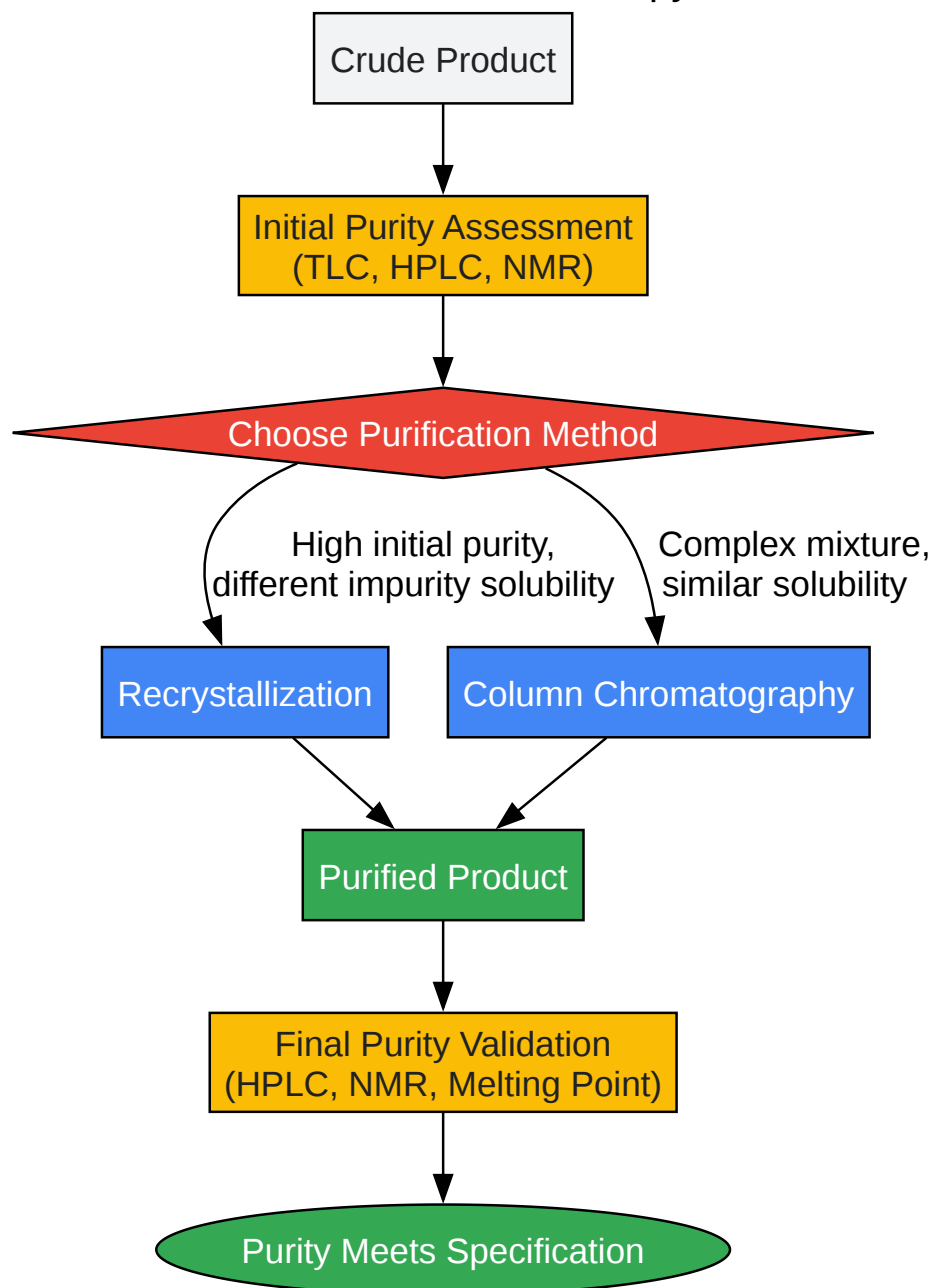 Crude Product
Initial Purity Assessment
(TLC, HPLC, NMR)
Choose Purification Method
High initial purity,
different impurity solubility
Complex mixture,
similar solubility
Recrystallization
Column Chromatography
Purified Product
Final Purity Validation
(HPLC, NMR, Melting Point)
Purity Meets Specification